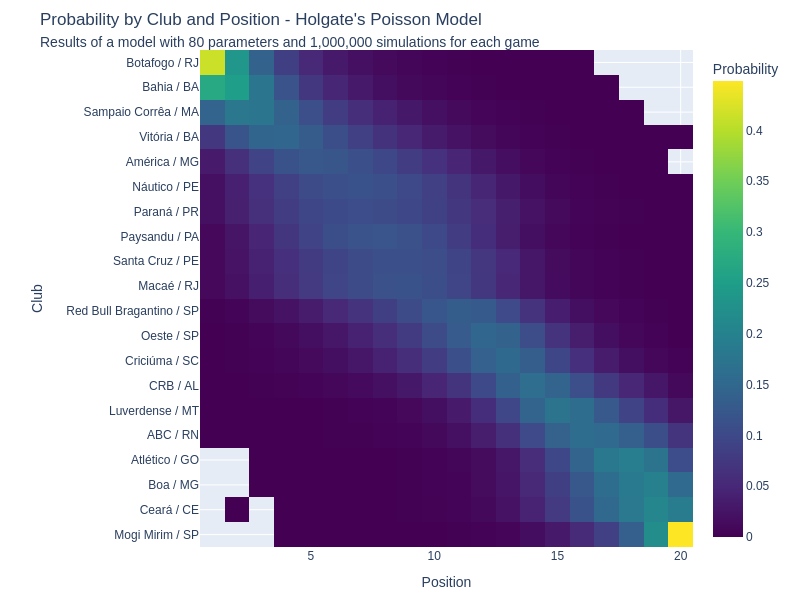 Probability by Club and Position - Holgate's Poisson Model
Results of a model with 80 parameters and 1,000,000 simulations for each game
Probability
Club
Botafogo / RJ
Bahia / BA
Sampaio Corrêa / MA
Vitória / BA
América / MG
Náutico / PE
Paraná / PR
Paysandu / PA
Santa Cruz / PE
Macaé / RJ
Red Bull Bragantino / SP
Oeste / SP
Criciúma / SC
CRB / AL
Luverdense / MT
ABC / RN
Atlético / GO
Boa / MG
Ceará / CE
Mogi Mirim / SP
0.4
0.35
0.3
0.25
0.2
0.15
0.1
0.05
0
5
10
15
20
Position